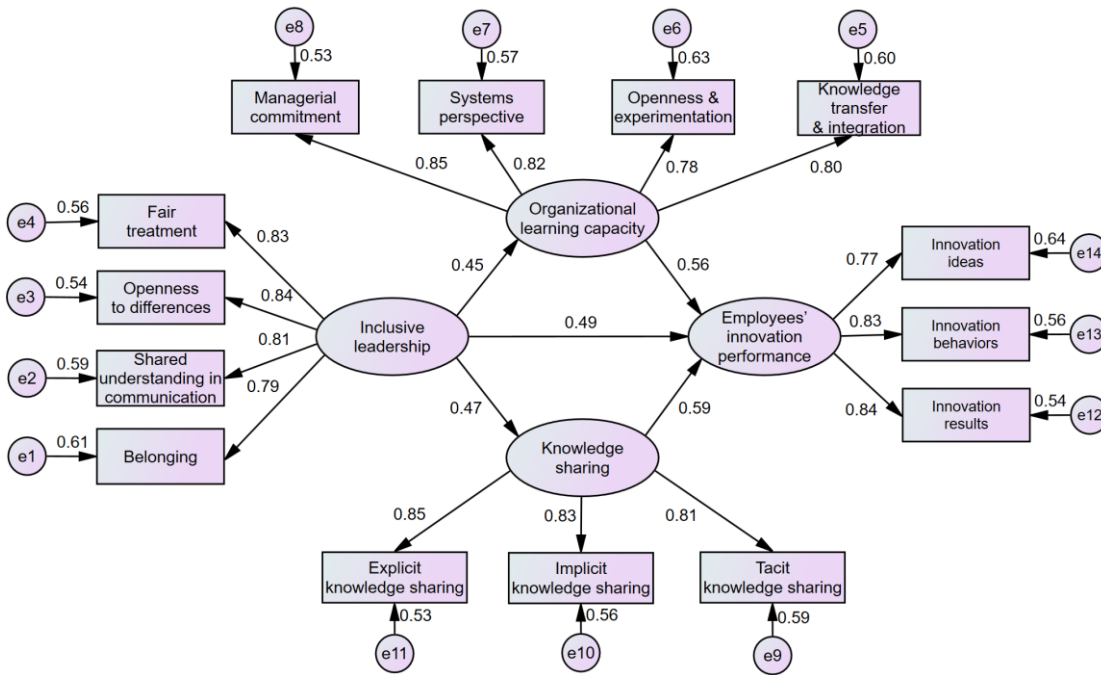 e8
e7
e6
e5
0.53
0.57
0.63
0.60
Managerial
commitment
Systems
perspective
Openness &
experimentation
Knowledge
transfer
& integration
0.85
0.82
0.78
0.80
Organizational
learning capacity
e4
0.56
Fair
treatment
0.83
e3
0.54
Openness
to differences
0.84
e2
0.59
Shared
understanding in
communication
0.81
e1
0.61
Belonging
0.79
Inclusive
leadership
0.45
0.49
0.47
0.56
0.59
Employees’
innovation
performance
0.77
Innovation
ideas
0.64
e14
0.83
Innovation
behaviors
0.56
e13
0.84
Innovation
results
0.54
e12
Knowledge
sharing
0.85
0.83
0.81
Explicit
knowledge sharing
Implicit
knowledge sharing
Tacit
knowledge sharing
0.53
0.56
0.59
e11
e10
e9